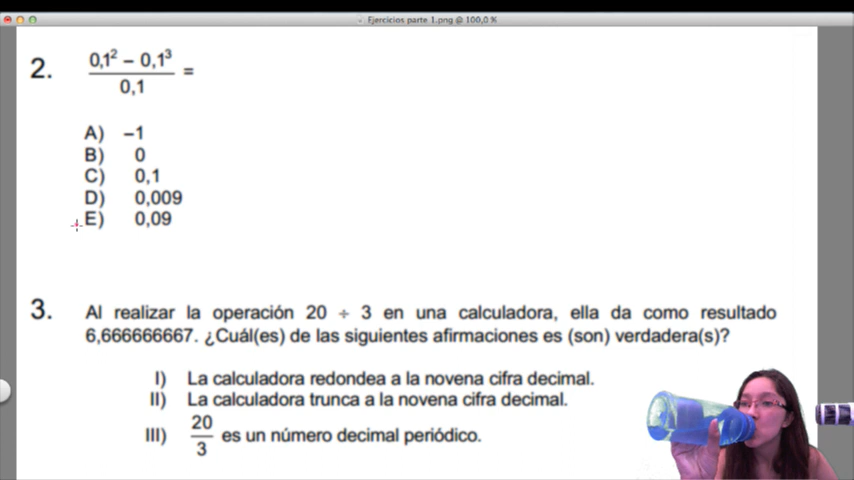 Ejercicios parte 1.png @ 100,0 %
2. 0,1² − 0,1³
0,1
=
A) −1
B) 0
C) 0,1
D) 0,009
E) 0,09
3. Al realizar la operación 20 ÷ 3 en una calculadora, ella da como resultado
6,666666667. ¿Cuál(es) de las siguientes afirmaciones es (son) verdadera(s)?
I) La calculadora redondea a la novena cifra decimal.
II) La calculadora trunca a la novena cifra decimal.
III) 20/3 es un número decimal periódico.